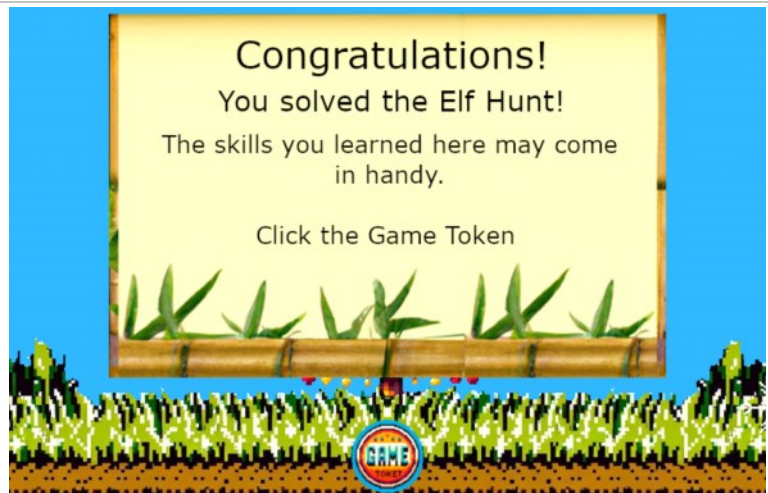 Congratulations!
You solved the Elf Hunt!
The skills you learned here may come
in handy.
Click the Game Token
GAME
TOKET